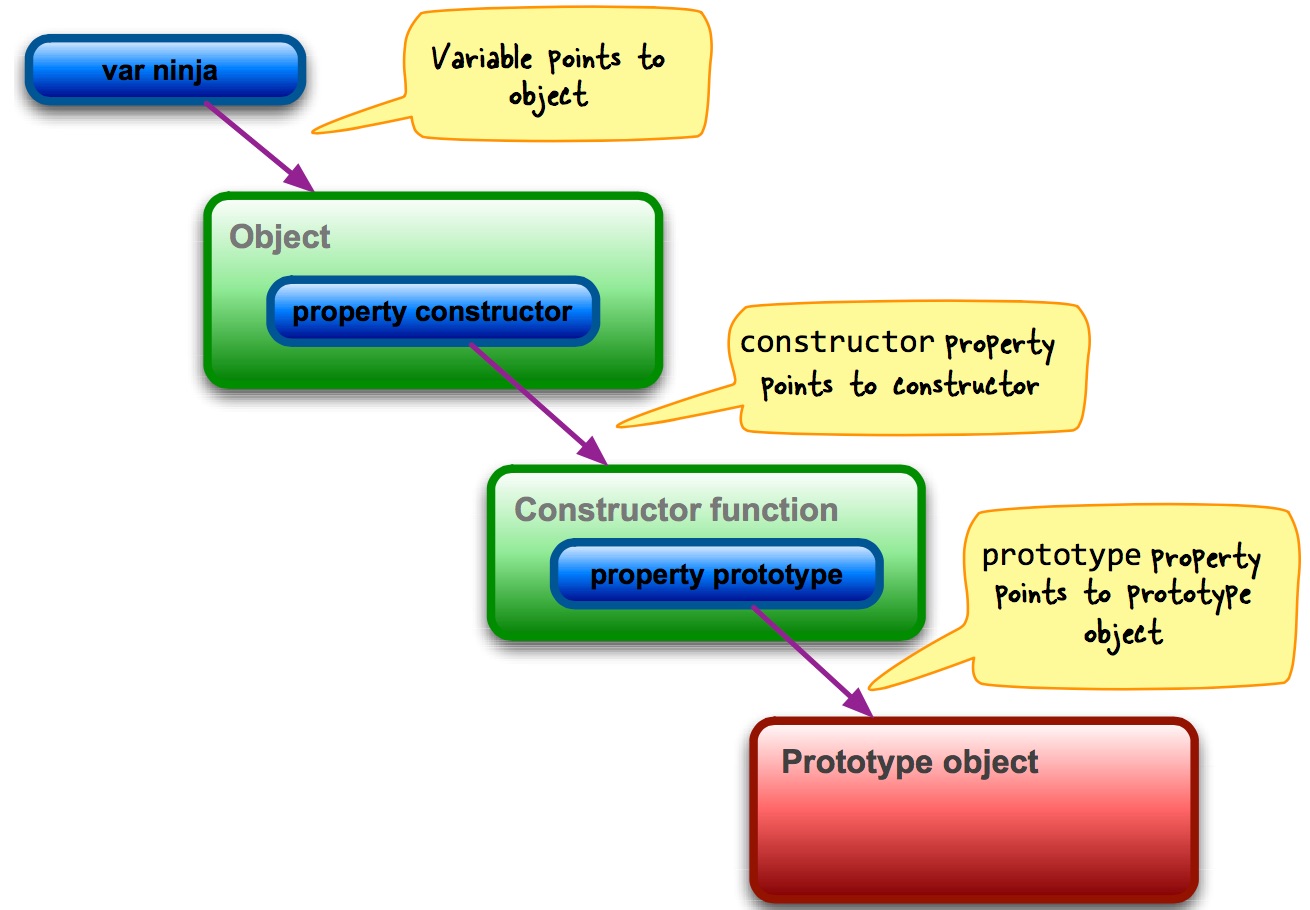 var ninja
Variable points to
object
Object
property constructor
constructor property
points to constructor
Constructor function
property prototype
prototype property
points to prototype
object
Prototype object